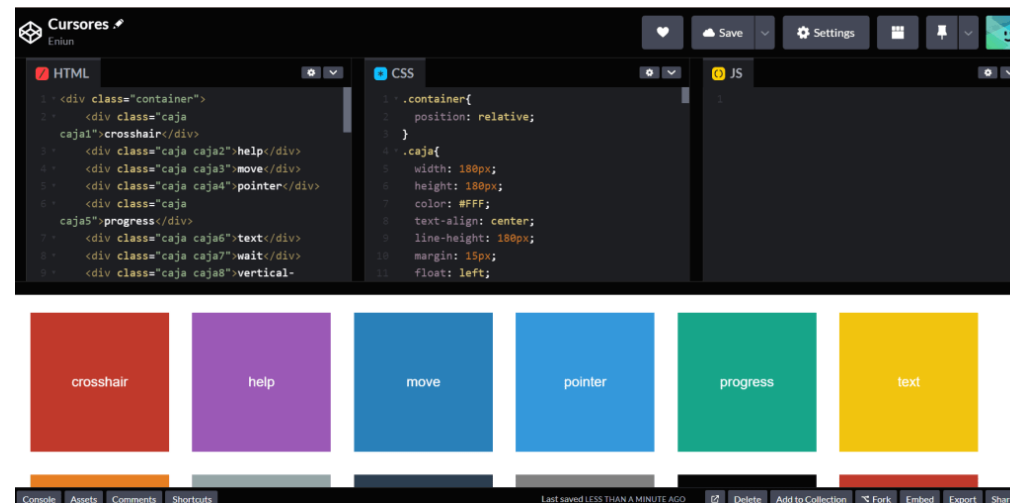 Cursores
Eniun
Save
Settings
HTML
1 <div class="container">
2 <div class="caja
caja1">crosshair</div>
3 <div class="caja caja2">help</div>
4 <div class="caja caja3">move</div>
5 <div class="caja caja4">pointer</div>
6 <div class="caja
caja5">progress</div>
7 <div class="caja caja6">text</div>
8 <div class="caja caja7">wait</div>
9 <div class="caja caja8">vertical-
CSS
1 .container{
2 position: relative;
3 }
4 .caja{
5 width: 180px;
6 height: 180px;
7 color: #FFF;
8 text-align: center;
9 line-height: 180px;
10 margin: 15px;
11 float: left;
JS
1
crosshair
help
move
pointer
progress
text
Console Assets Comments Shortcuts
Last saved LESS THAN A MINUTE AGO
Delete Add to Collection Fork Embed Export Shar